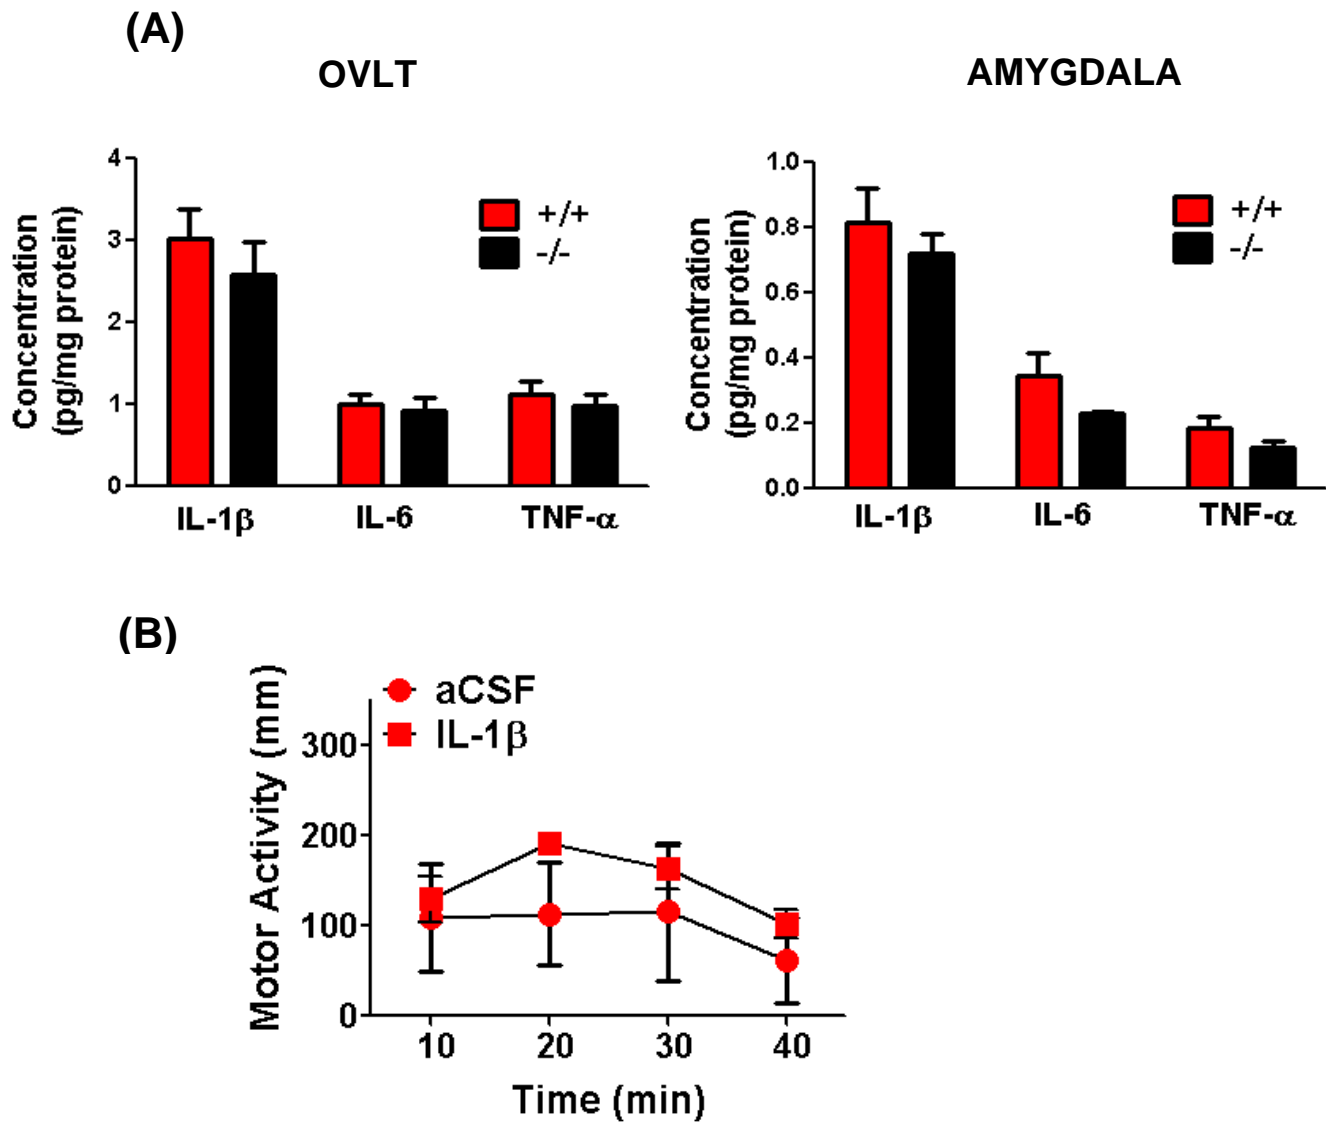 (A)
OVLT
AMYGDALA
Concentration
(pg/mg protein)
4
3
2
1
0
+/+
-/-
IL-1β IL-6 TNF-α
Concentration
(pg/mg protein)
1.0
0.8
0.6
0.4
0.2
0.0
+/+
-/-
IL-1β IL-6 TNF-α
(B)
Motor Activity (mm)
aCSF
IL-1β
300
200
100
0
10 20 30 40
Time (min)